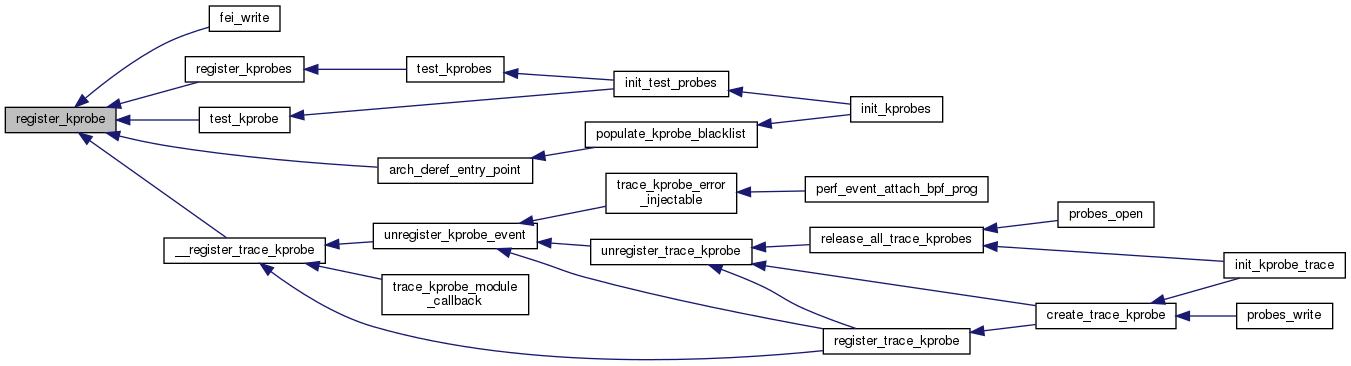 fei_write
register_kprobes
test_kprobes
init_test_probes
init_kprobes
register_kprobe
test_kprobe
populate_kprobe_blacklist
arch_deref_entry_point
trace_kprobe_error
_injectable
perf_event_attach_bpf_prog
probes_open
unregister_kprobe_event
release_all_trace_kprobes
__register_trace_kprobe
unregister_trace_kprobe
init_kprobe_trace
trace_kprobe_module
_callback
create_trace_kprobe
probes_write
register_trace_kprobe